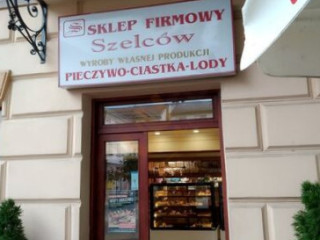 SKLEP FIRMOWY
Szelców
WYROBY WŁASNEJ PRODUKCJI
PIECZYWO-CIASTKA-LODY